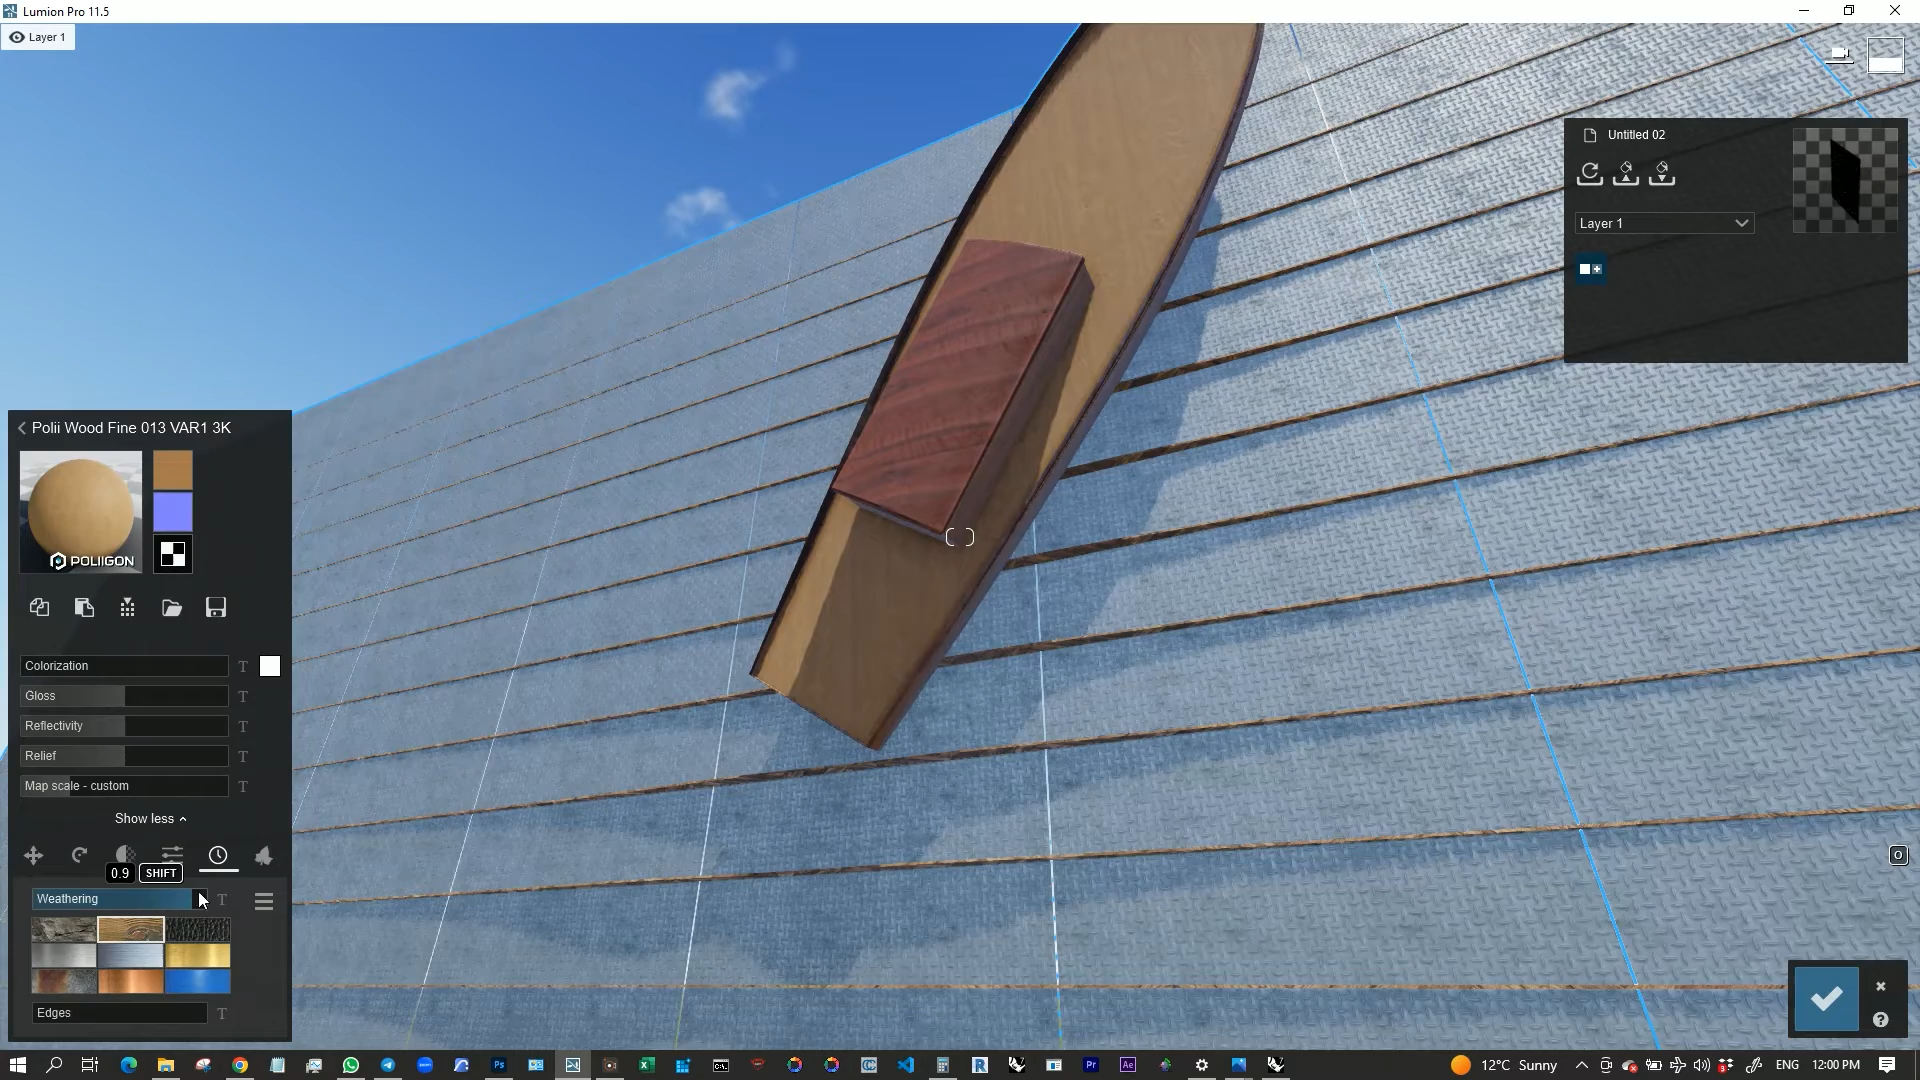 Lumion Pro 11.5
Layer 1
Untitled 02
Layer 1
Polii Wood Fine 013 VAR1 3K
POLIIGON
Colorization T
Gloss T
Reflectivity T
Relief T
Map scale - custom T
Show less
0.9 SHIFT
Weathering T
Edges T
O
?
12°C Sunny
ENG 12:00 PM